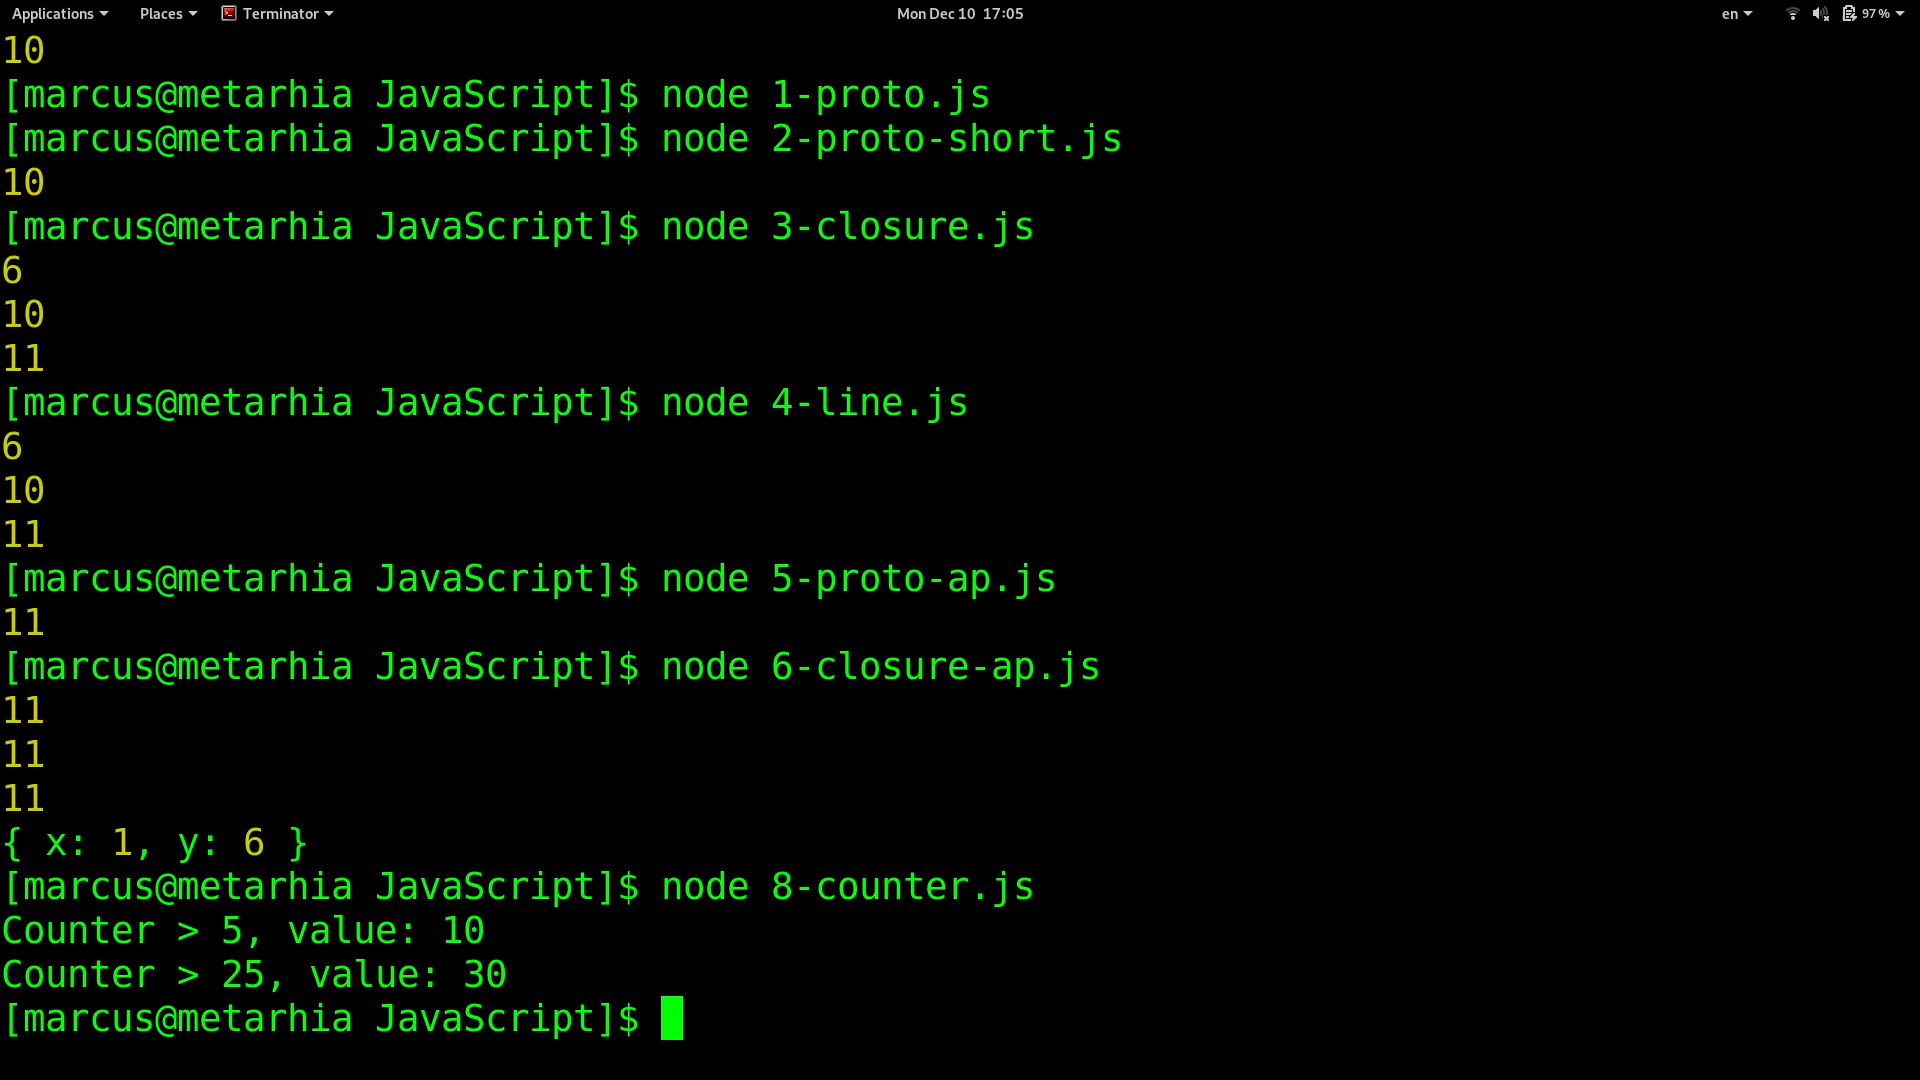 Applications Places Terminator Mon Dec 10 17:05 en 97%
10
[marcus@metarhia JavaScript]$ node 1-proto.js
[marcus@metarhia JavaScript]$ node 2-proto-short.js
10
[marcus@metarhia JavaScript]$ node 3-closure.js
6
10
11
[marcus@metarhia JavaScript]$ node 4-line.js
6
10
11
[marcus@metarhia JavaScript]$ node 5-proto-ap.js
11
[marcus@metarhia JavaScript]$ node 6-closure-ap.js
11
11
11
{ x: 1, y: 6 }
[marcus@metarhia JavaScript]$ node 8-counter.js
Counter > 5, value: 10
Counter > 25, value: 30
[marcus@metarhia JavaScript]$